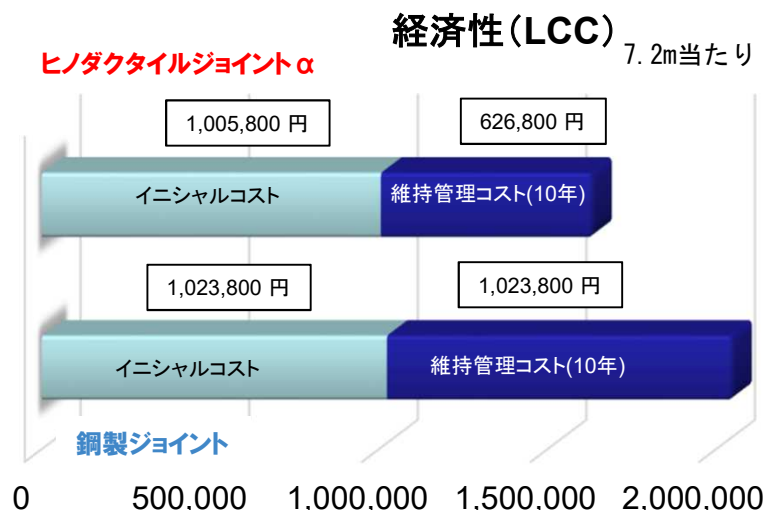 経済性(LCC)
7.2m当たり
ヒノダクタイルジョイントα
1,005,800 円
626,800 円
イニシャルコスト
維持管理コスト(10年)
1,023,800 円
1,023,800 円
イニシャルコスト
維持管理コスト(10年)
鋼製ジョイント
0 500,000 1,000,000 1,500,000 2,000,000